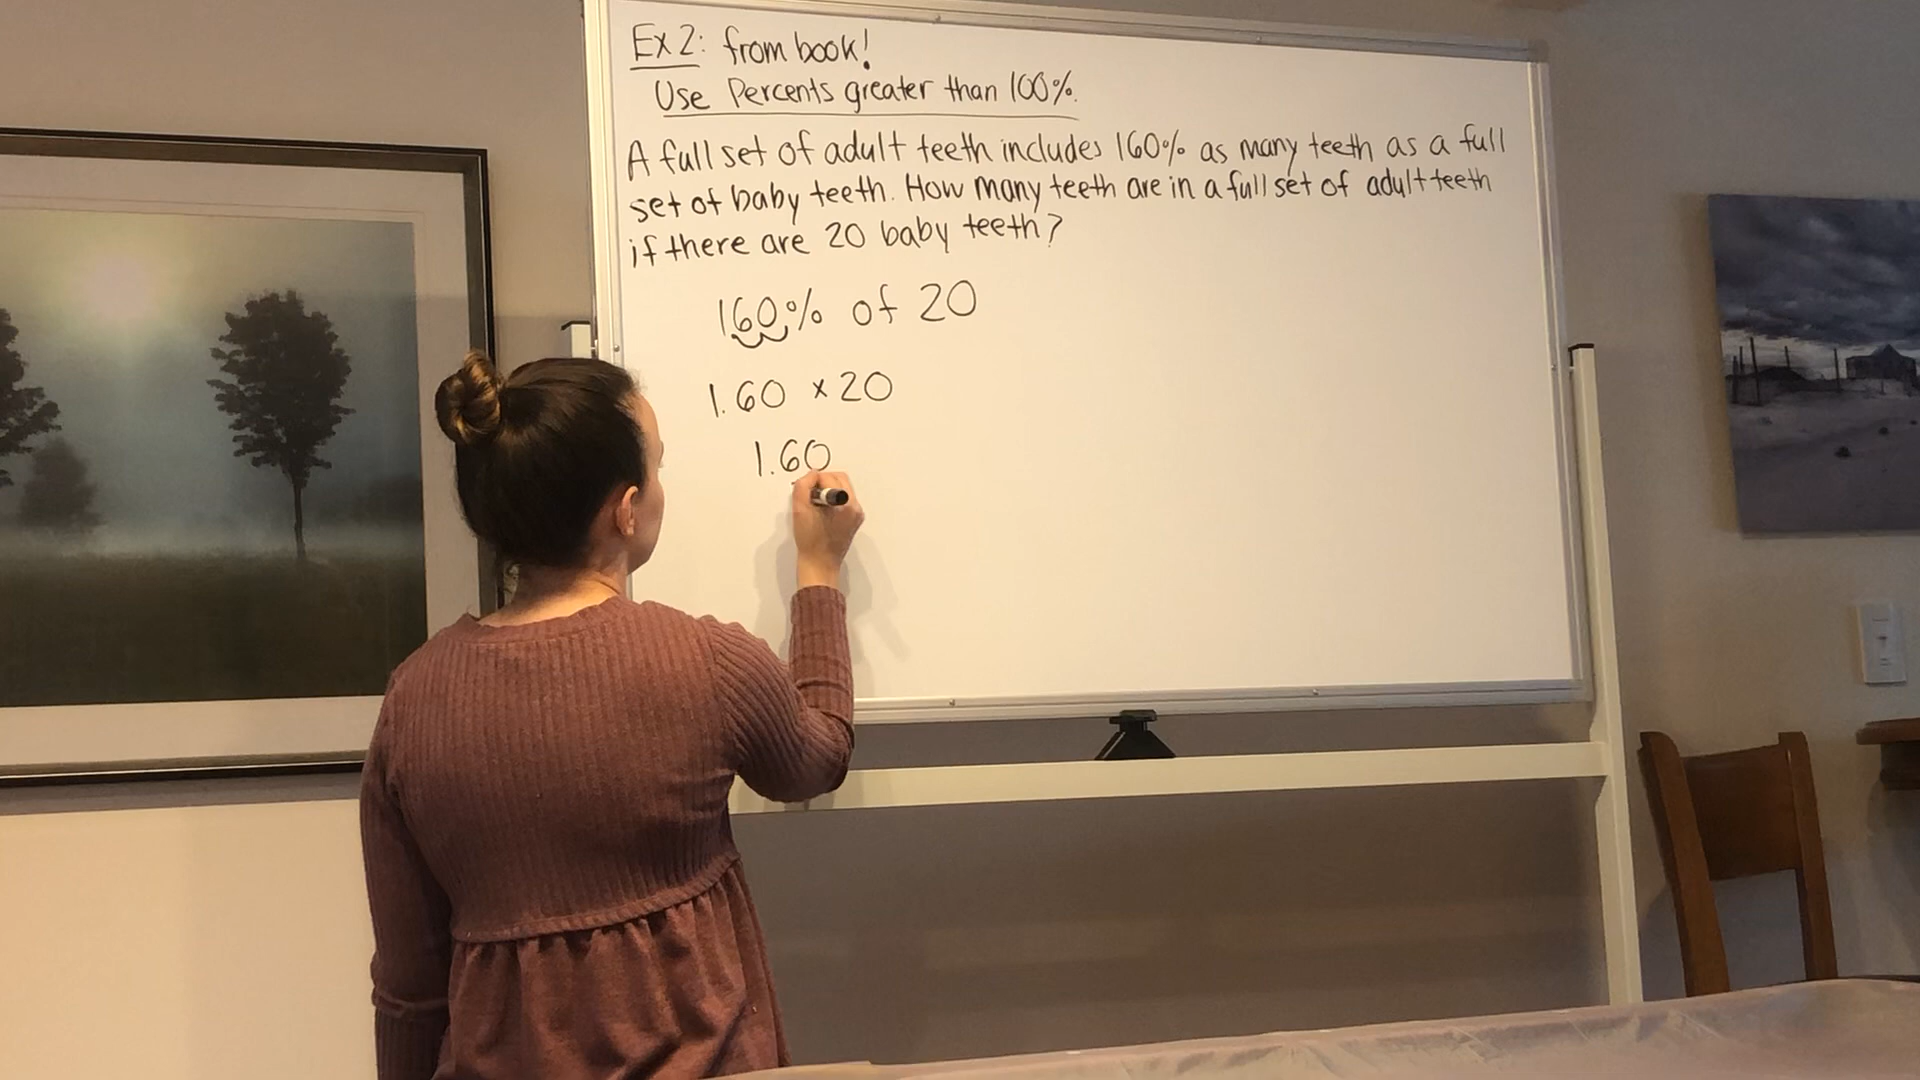 Ex 2: from book!
Use Percents greater than 100%.
A full set of adult teeth includes 160% as many teeth as a full
set of baby teeth. How many teeth are in a full set of adult teeth
if there are 20 baby teeth?
160% of 20
1.60 x 20
1.60